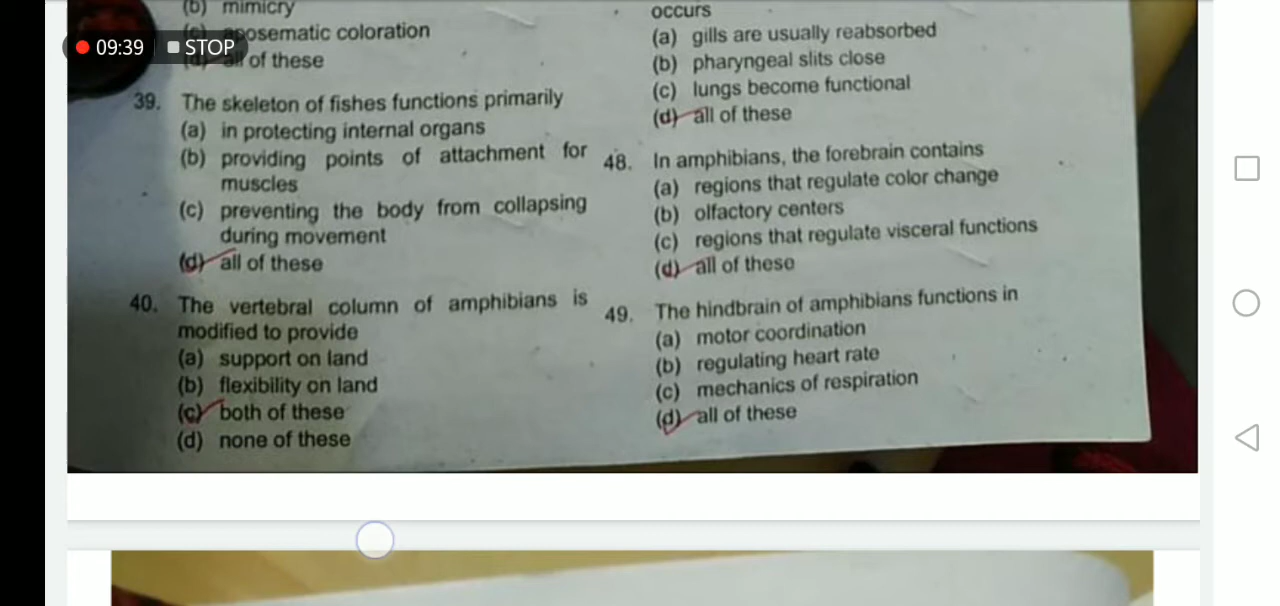 (b) mimicry
(c) aposematic coloration
(d) all of these
39. The skeleton of fishes functions primarily
(a) in protecting internal organs
(b) providing points of attachment for
muscles
(c) preventing the body from collapsing
during movement
(d) all of these
40. The vertebral column of amphibians is
modified to provide
(a) support on land
(b) flexibility on land
(c) both of these
(d) none of these
occurs
(a) gills are usually reabsorbed
(b) pharyngeal slits close
(c) lungs become functional
(d) all of these
48. In amphibians, the forebrain contains
(a) regions that regulate color change
(b) olfactory centers
(c) regions that regulate visceral functions
(d) all of these
49. The hindbrain of amphibians functions in
(a) motor coordination
(b) regulating heart rate
(c) mechanics of respiration
(d) all of these
09:39 STOP